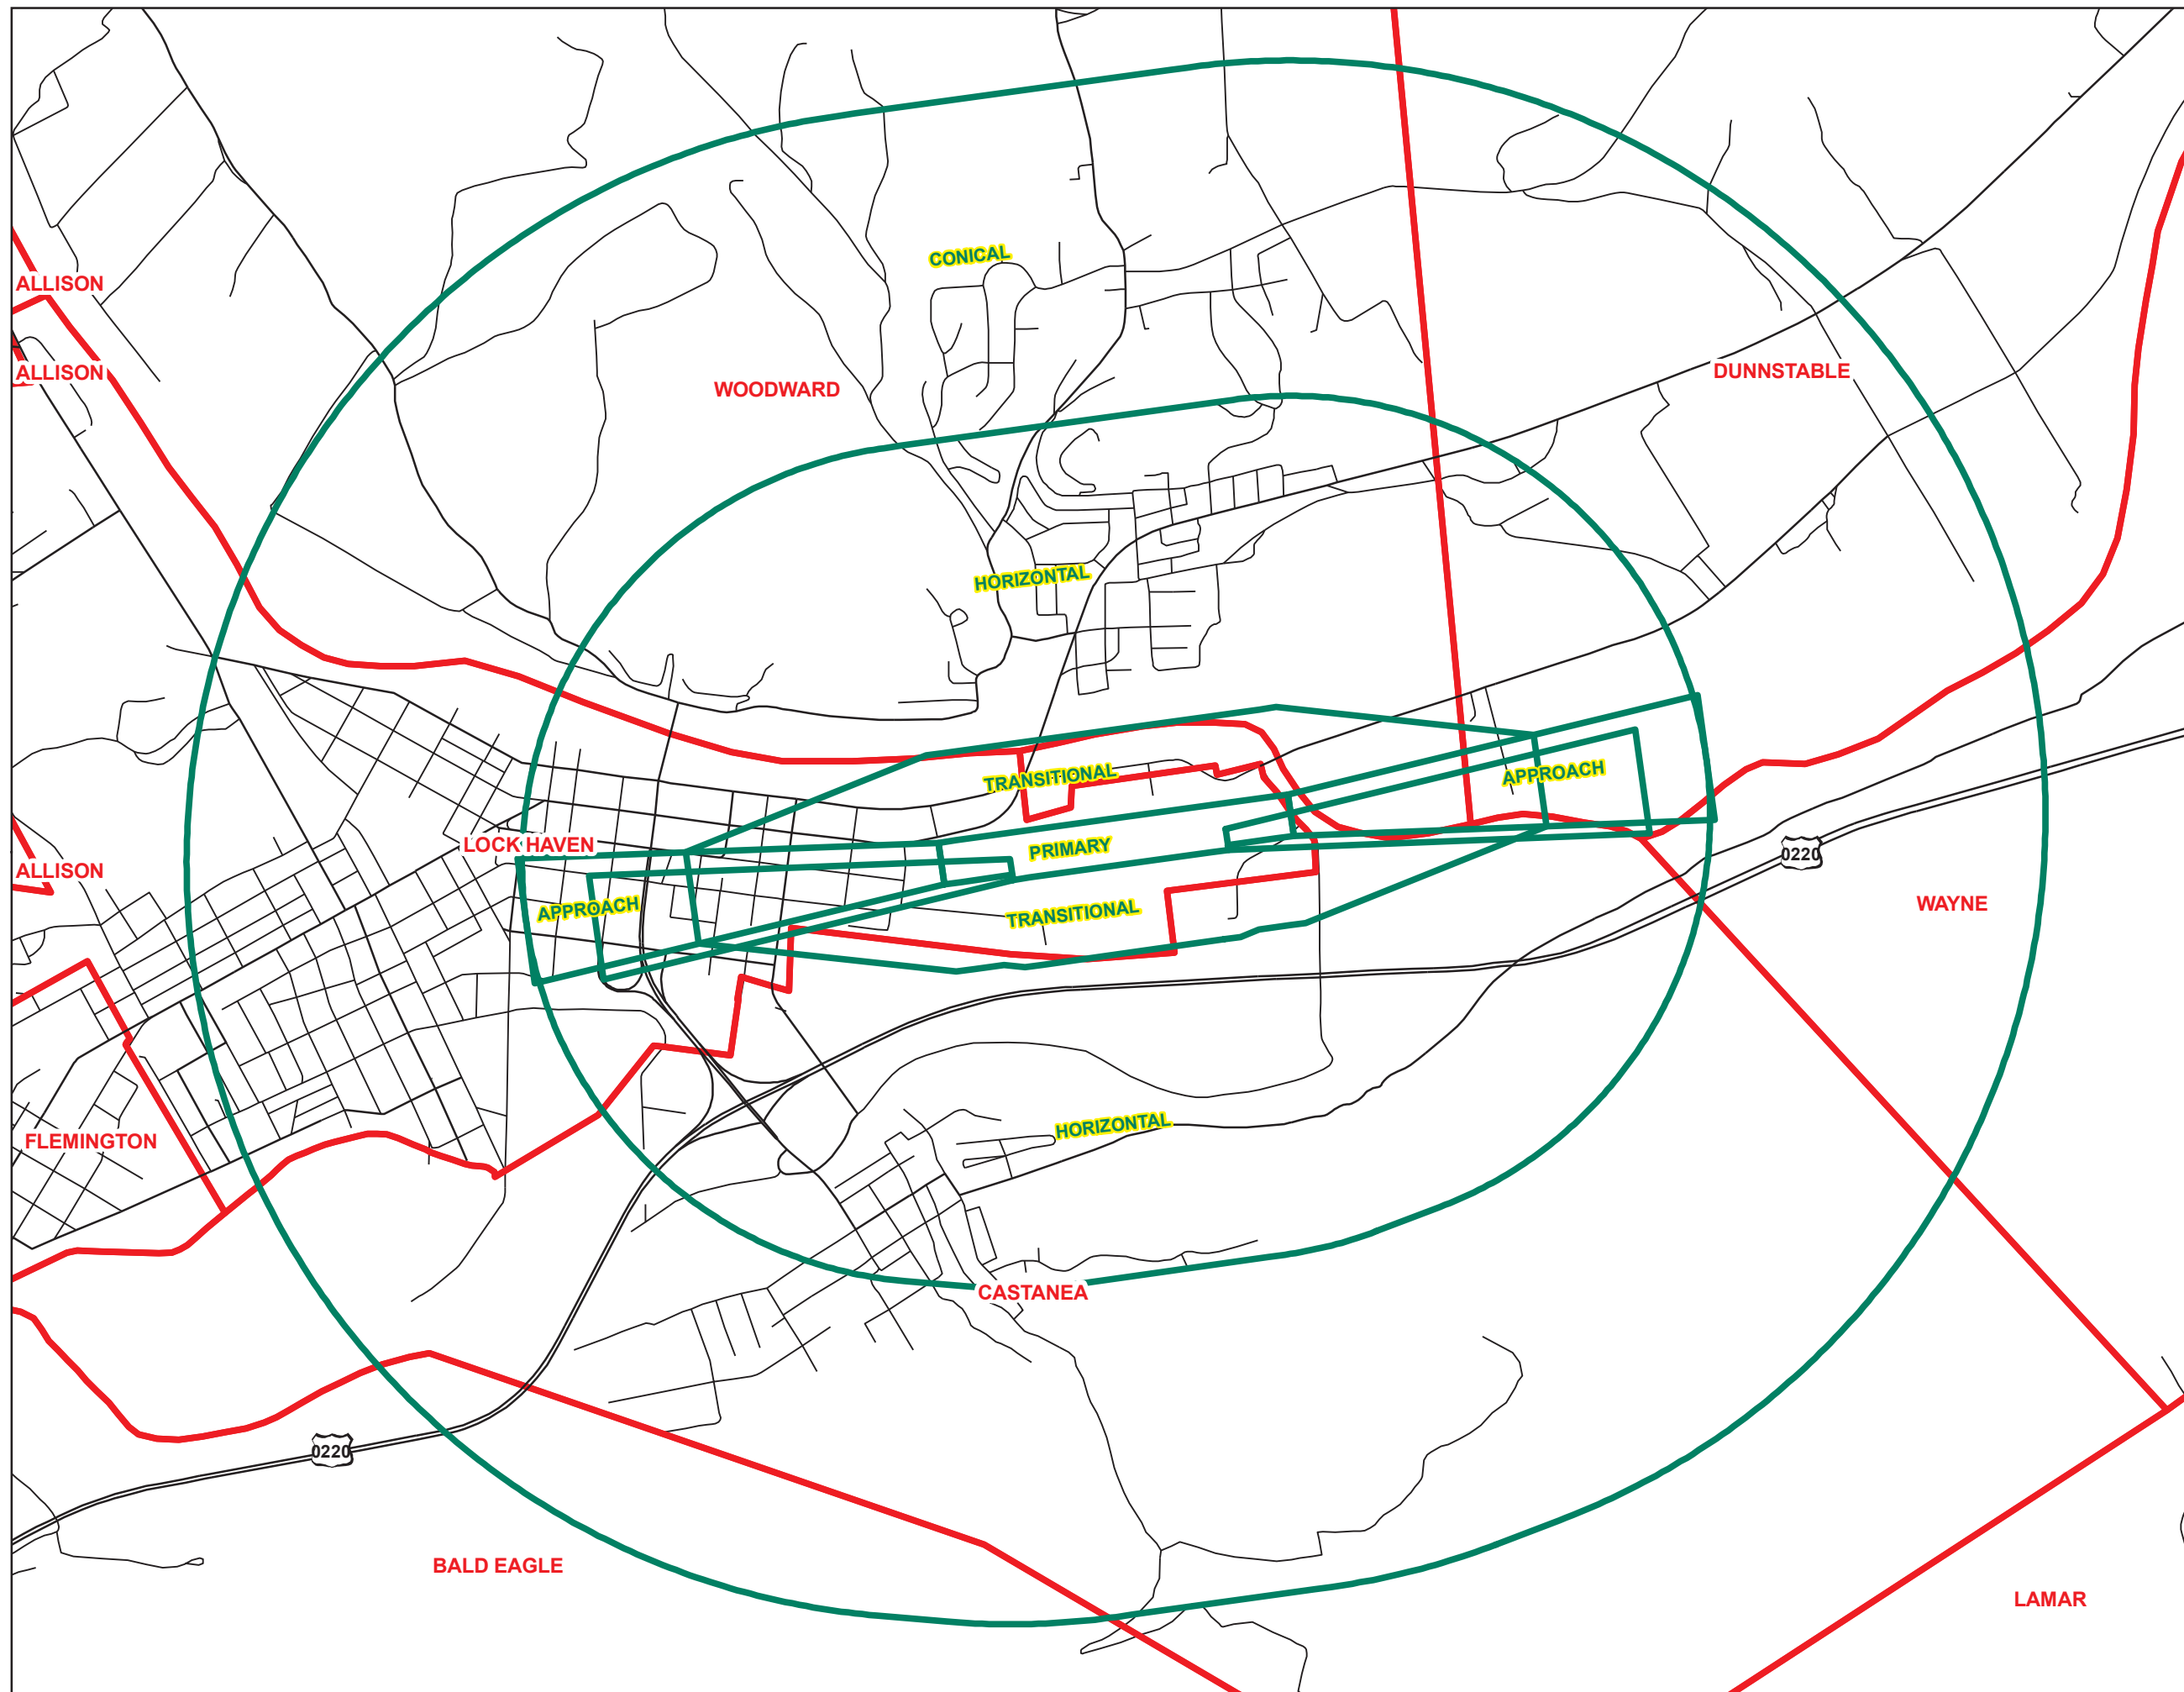 CONICAL
ALLISON
DUNNSTABLE
ALLISON
WOODWARD
HORIZONTAL
TRANSITIONAL
APPROACH
LOCK HAVEN
PRIMARY
0220
ALLISON
WAYNE
APPROACH
TRANSITIONAL
HORIZONTAL
FLEMINGTON
CASTANEA
0220
BALD EAGLE
LAMAR